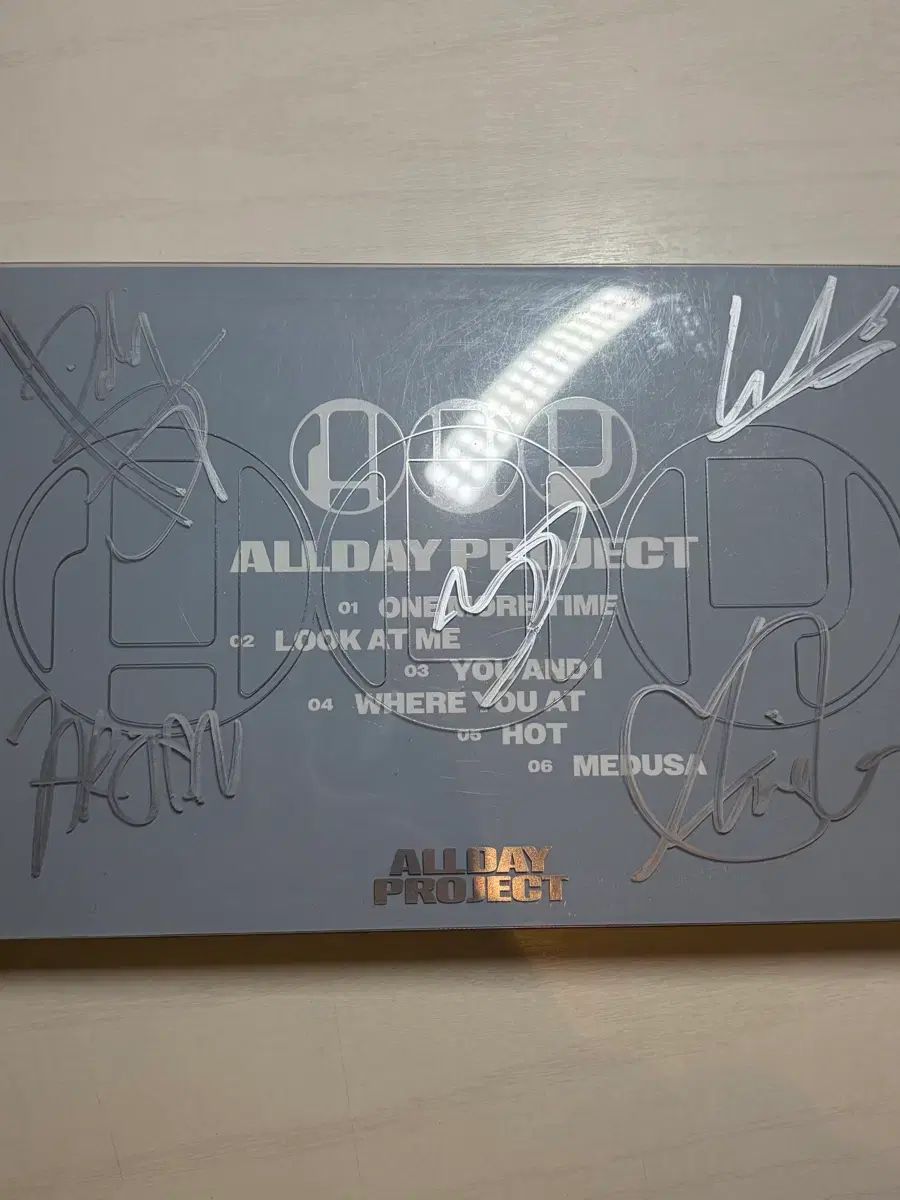 ALLDAY PROJECT
01 ONE MORE TIME
02 LOOK AT ME
03 YOU AND I
04 WHERE YOU AT
05 HOT
06 MEDUSA
TARZZAN
ALLDAY
PROJECT